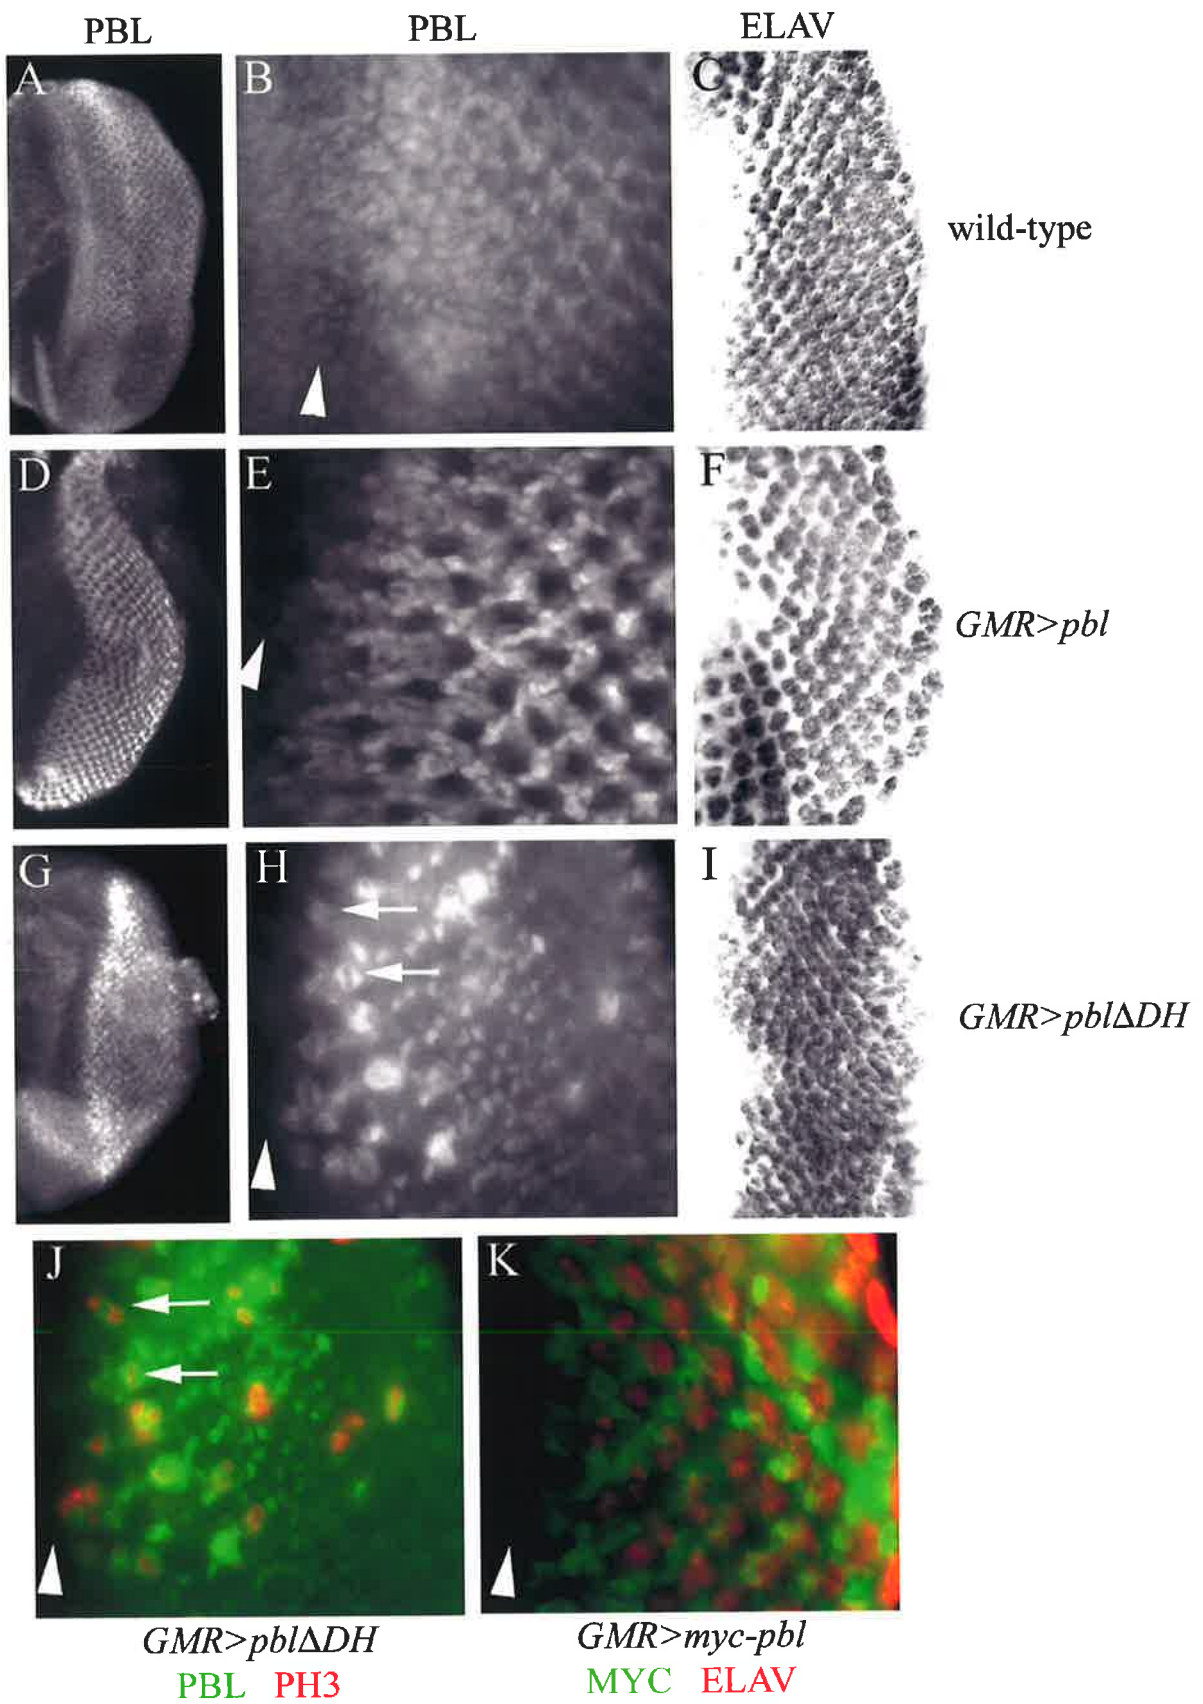 PBL PBL ELAV
A B C
wild-type
D E F
GMR>pbl
G H I
GMR>pblΔDH
J K
GMR>pblΔDH GMR>myc-pbl
PBL PH3 MYC ELAV